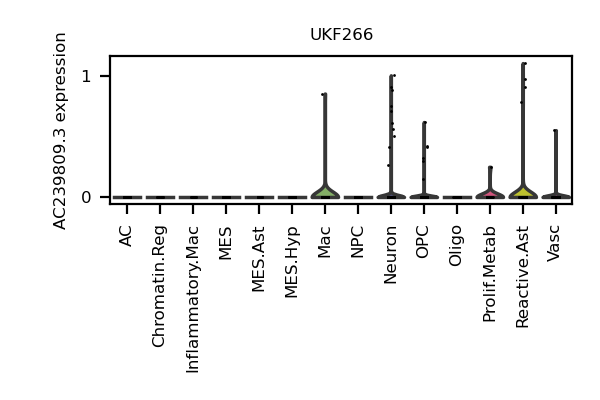 UKF266
AC239809.3 expression
1
0
AC
Chromatin.Reg
Inflammatory.Mac
MES
MES.Ast
MES.Hyp
Mac
NPC
Neuron
OPC
Oligo
Prolif.Metab
Reactive.Ast
Vasc